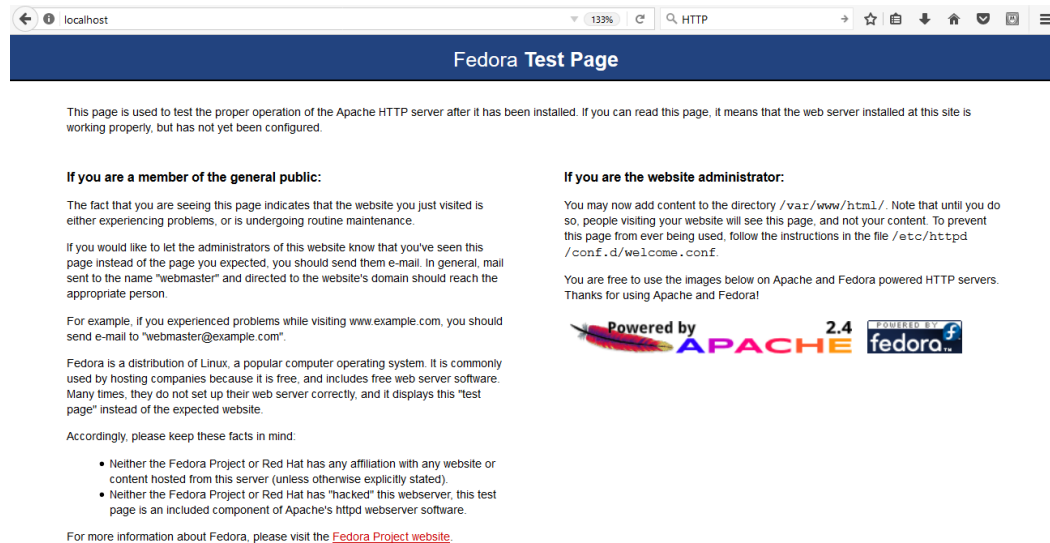 localhost
133%
HTTP
Fedora Test Page
This page is used to test the proper operation of the Apache HTTP server after it has been installed. If you can read this page, it means that the web server installed at this site is
working properly, but has not yet been configured.
If you are a member of the general public:
The fact that you are seeing this page indicates that the website you just visited is
either experiencing problems, or is undergoing routine maintenance.
If you would like to let the administrators of this website know that you've seen this
page instead of the page you expected, you should send them e-mail. In general, mail
sent to the name "webmaster" and directed to the website's domain should reach the
appropriate person.
For example, if you experienced problems while visiting www.example.com, you should
send e-mail to "webmaster@example.com".
Fedora is a distribution of Linux, a popular computer operating system. It is commonly
used by hosting companies because it is free, and includes free web server software.
Many times, they do not set up their web server correctly, and it displays this "test
page" instead of the expected website.
Accordingly, please keep these facts in mind:
• Neither the Fedora Project or Red Hat has any affiliation with any website or
content hosted from this server (unless otherwise explicitly stated).
• Neither the Fedora Project or Red Hat has "hacked" this webserver, this test
page is an included component of Apache's httpd webserver software.
For more information about Fedora, please visit the Fedora Project website.
If you are the website administrator:
You may now add content to the directory /var/www/html/. Note that until you do
so, people visiting your website will see this page, and not your content. To prevent
this page from ever being used, follow the instructions in the file /etc/httpd
/conf.d/welcome.conf.
You are free to use the images below on Apache and Fedora powered HTTP servers.
Thanks for using Apache and Fedora!
Powered by 2.4
APACHE
POWERED BY
fedora™